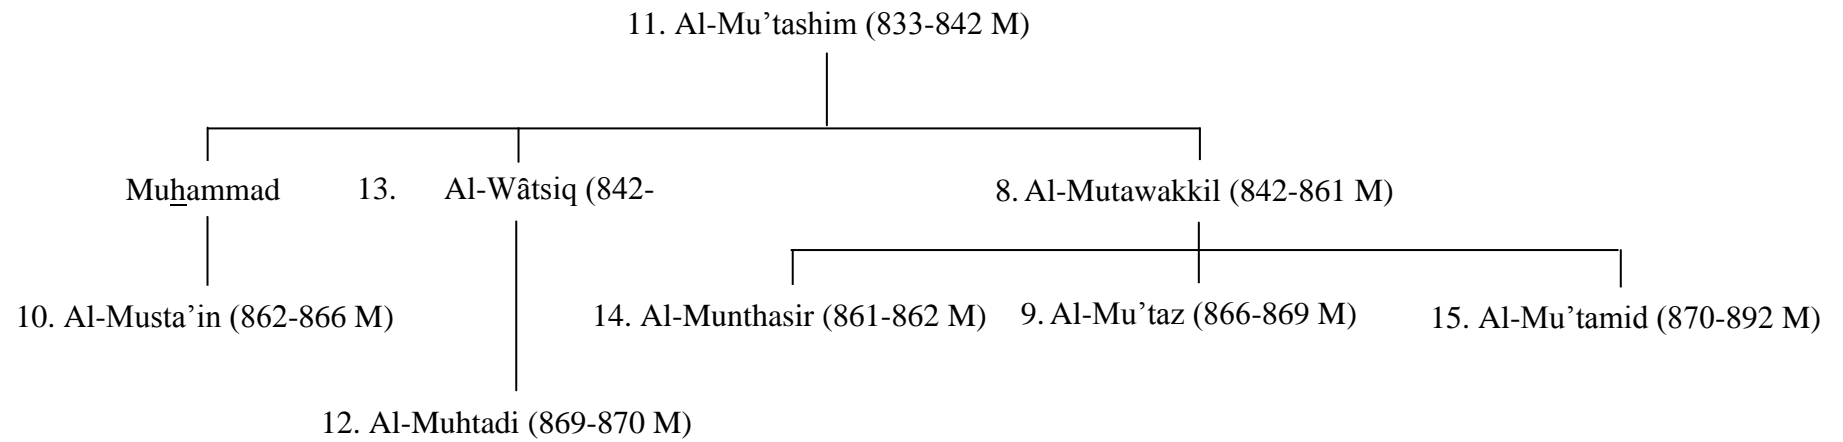 11. Al-Mu’tashim (833-842 M)
Muhammad 13. Al-Wâtsiq (842- 8. Al-Mutawakkil (842-861 M)
10. Al-Musta’in (862-866 M) 14. Al-Munthasir (861-862 M) 9. Al-Mu’taz (866-869 M) 15. Al-Mu’tamid (870-892 M)
12. Al-Muhtadi (869-870 M)